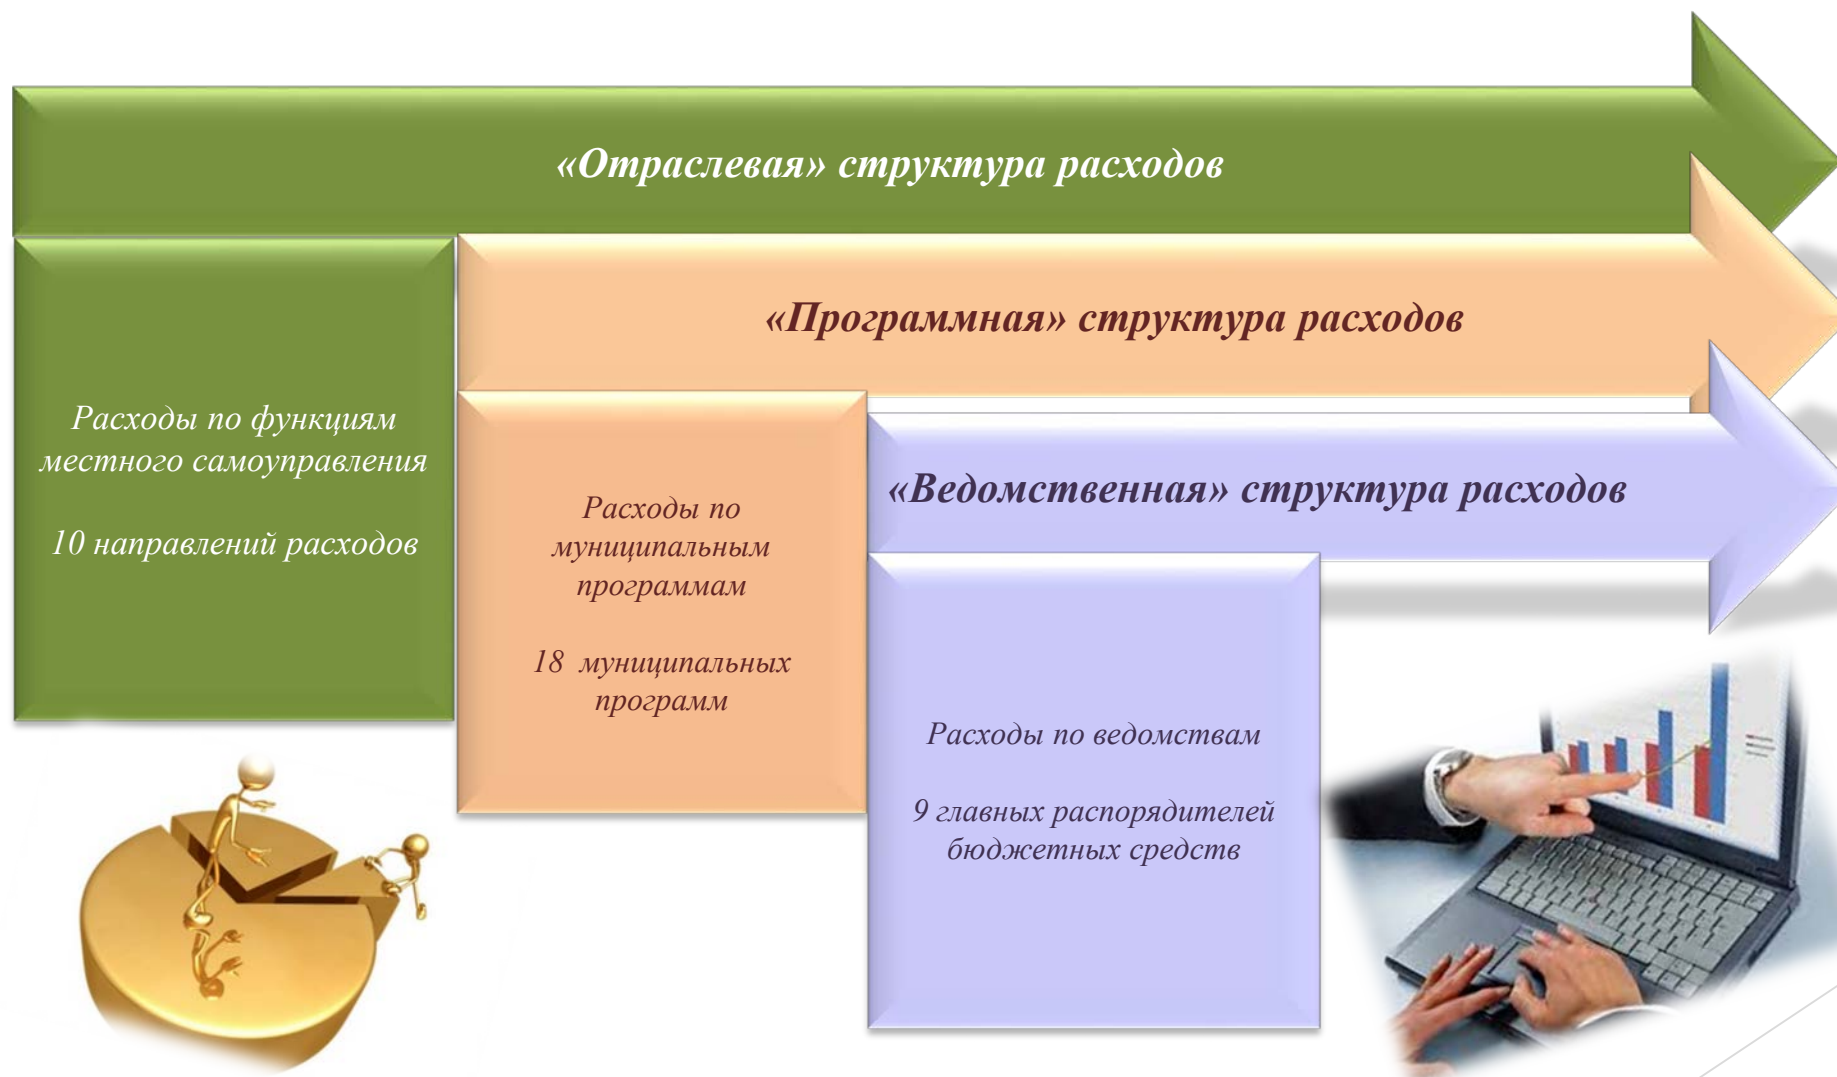 «Отраслевая» структура расходов
«Программная» структура расходов
«Ведомственная» структура расходов
Расходы по функциям
местного самоуправления
10 направлений расходов
Расходы по
муниципальным
программам
18 муниципальных
программ
Расходы по ведомствам
9 главных распорядителей
бюджетных средств